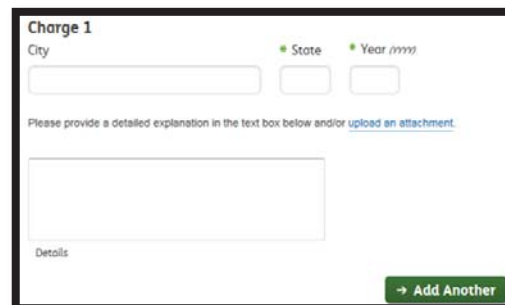 Charge 1
City * State * Year (yyyy)
Please provide a detailed explanation in the text box below and/or upload an attachment.
Details
→ Add Another